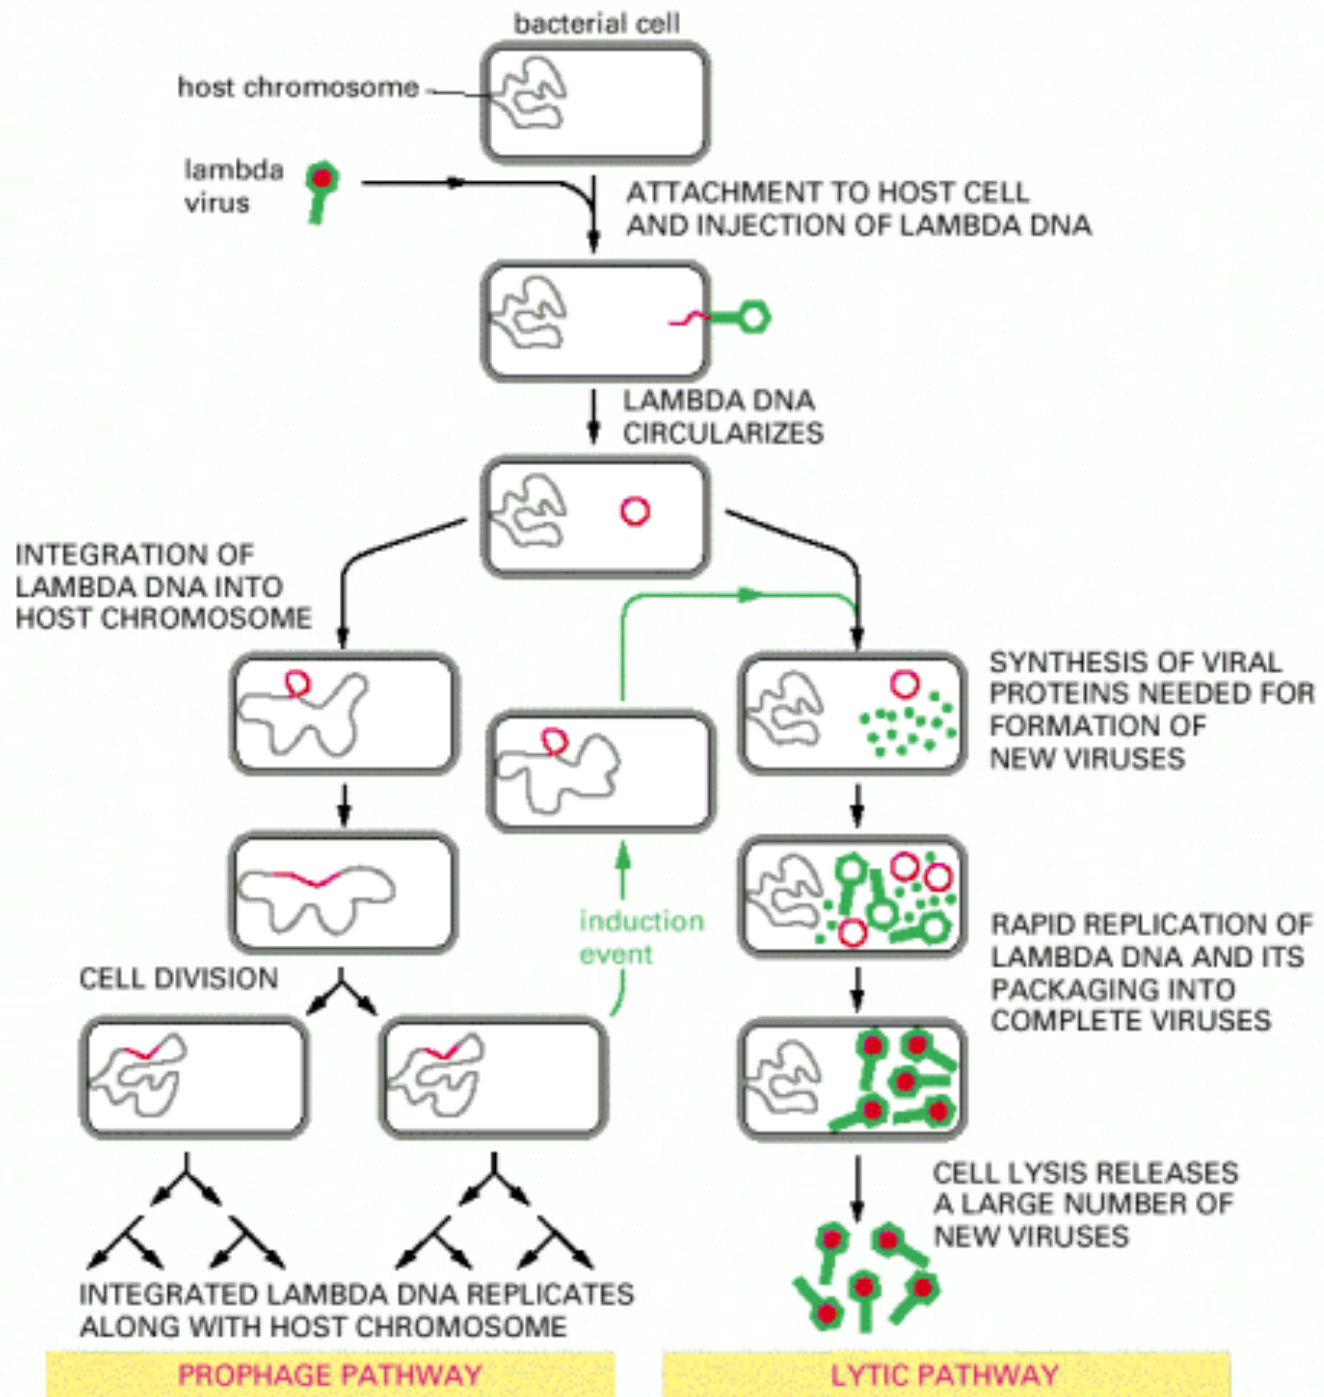 bacterial cell
host chromosome
lambda
virus
ATTACHMENT TO HOST CELL
AND INJECTION OF LAMBDA DNA
LAMBDA DNA
CIRCULARIZES
INTEGRATION OF
LAMBDA DNA INTO
HOST CHROMOSOME
SYNTHESIS OF VIRAL
PROTEINS NEEDED FOR
FORMATION OF
NEW VIRUSES
induction
event
RAPID REPLICATION OF
LAMBDA DNA AND ITS
PACKAGING INTO
COMPLETE VIRUSES
CELL DIVISION
CELL LYSIS RELEASES
A LARGE NUMBER OF
NEW VIRUSES
INTEGRATED LAMBDA DNA REPLICATES
ALONG WITH HOST CHROMOSOME
PROPHAGE PATHWAY
LYTIC PATHWAY